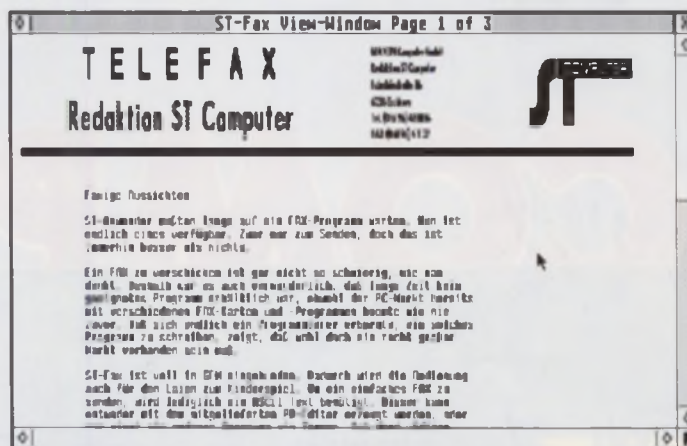 ST-Fax View-Window Page 1 of 3
TELEFAX
Redaktion ST Computer
ST
Faxige Aussichten
ST-Anwender mußten lange auf ein FAX-Programm warten. Nun ist
endlich eines verfügbar. Zwar nur zum Senden, doch das ist
immerhin besser als nichts.
Ein FAX zu verschicken ist gar nicht so schwierig, wie man
denkt. Deshalb war es auch verwunderlich, daß lange Zeit kein
geeignetes Programm erhältlich war, obwohl der PC-Markt bereits
mit verschiedenen FAX-Karten und -Programmen boomte wie nie
zuvor. Daß sich endlich ein Programmierer erbarmte, ein solches
Programm zu schreiben, zeigt, daß wohl doch ein recht großer
Markt vorhanden sein muß.
ST-Fax ist voll in GEM eingebunden. Dadurch wird die Bedienung
auch für den Laien zum Kinderspiel. Um ein einfaches FAX zu
senden, wird lediglich ein ASCII Text benötigt. Dieser kann
entweder mit dem mitgelieferten PD-Editor erzeugt werden, oder